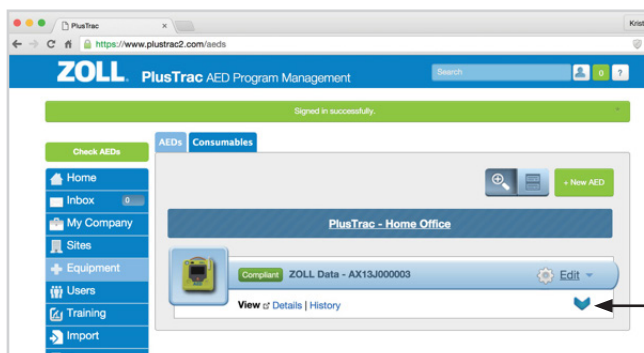 PlusTrac
Krist
https://www.plustrac2.com/aeds
ZOLL. PlusTrac AED Program Management
Search
0
?
Signed in successfully.
×
Check AEDs
AEDs Consumables
Home
Inbox 0
My Company
Sites
Equipment
Users
Training
Import
+ New AED
PlusTrac - Home Office
Compliant ZOLL Data - AX13J000003
Edit
View Details | History